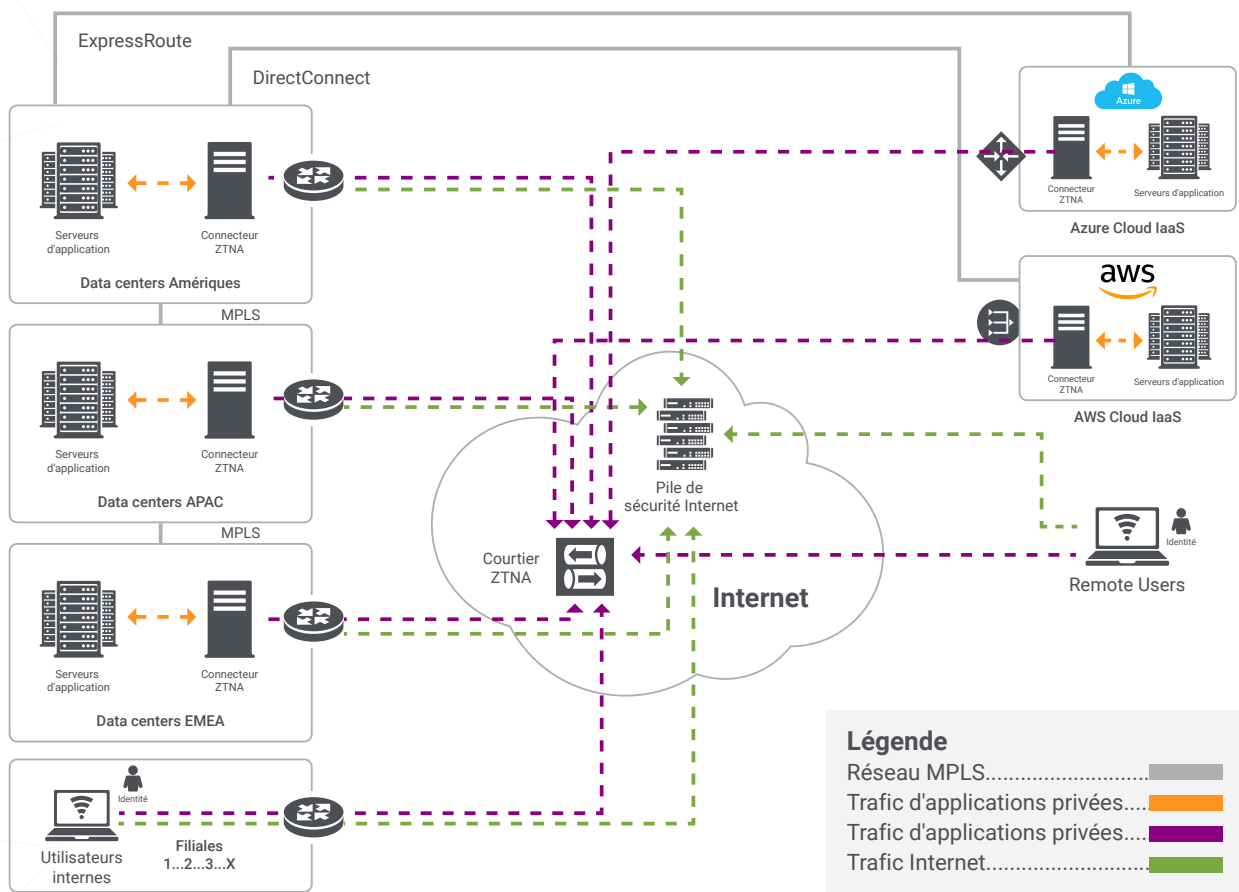 ExpressRoute
DirectConnect
Serveurs
d'application
Connecteur
ZTNA
Data centers Amériques
MPLS
Serveurs
d'application
Connecteur
ZTNA
Data centers APAC
MPLS
Serveurs
d'application
Connecteur
ZTNA
Data centers EMEA
Identité
Utilisateurs
internes
Filiales
1...2...3...X
Pile de
sécurité Internet
Courtier
ZTNA
Internet
Azure
Connecteur
ZTNA
Serveurs d'application
Azure Cloud IaaS
aws
Connecteur
ZTNA
Serveurs d'application
AWS Cloud IaaS
Identité
Remote Users
Légende
Réseau MPLS............................
Trafic d'applications privées.....
Trafic d'applications privées.....
Trafic Internet............................